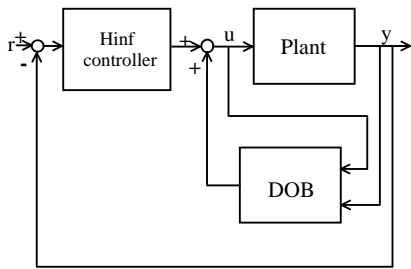 r
+
-
Hinf
controller
+
+
u
Plant
y
DOB